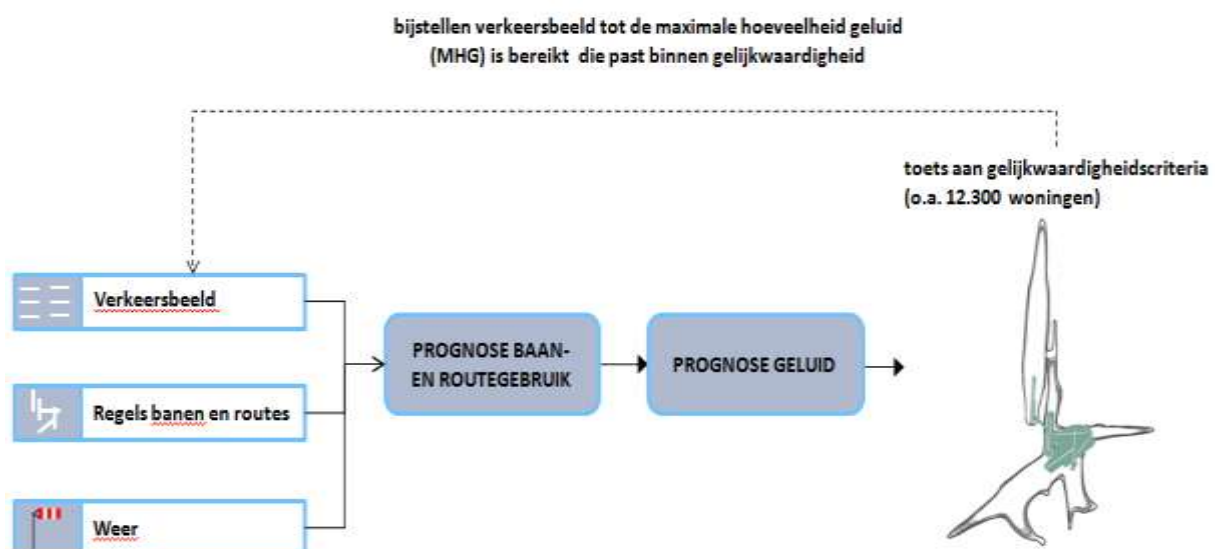 bijstellen verkeersbeeld tot de maximale hoeveelheid geluid
(MHG) is bereikt die past binnen gelijkwaardigheid
toets aan gelijkwaardigheidscriteria
(o.a. 12.300 woningen)
Verkeersbeeld
PROGNOSE BAAN-
EN ROUTEGEBRUIK
PROGNOSE GELUID
Regels banen en routes
Weer